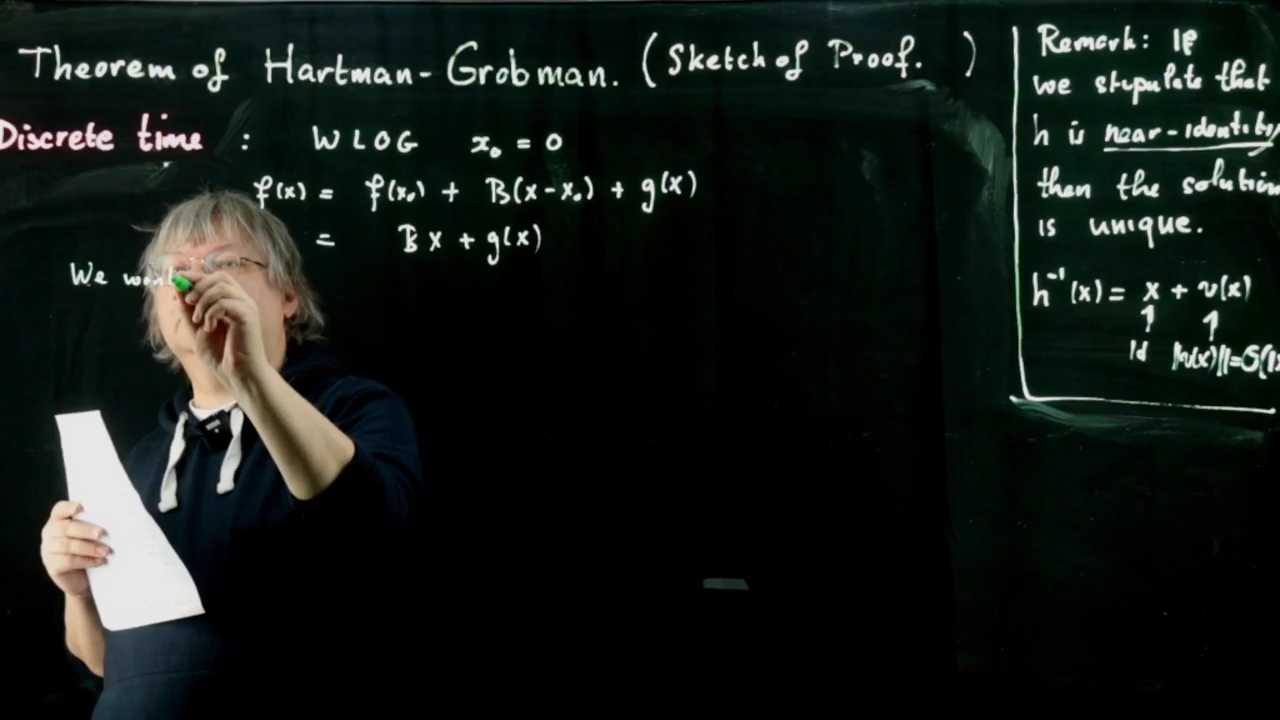 Theorem of Hartman-Grobman. (Sketch of Proof. )
Discrete time : WLOG x₀ = 0
f(x) = f(x₀) + B(x-x₀) + g(x)
= Bx + g(x)
We want
Remark: If
we stipulate that
h is near-identity
then the solution
is unique.
h⁻¹(x) = x + v(x)
↑ ↑
Id